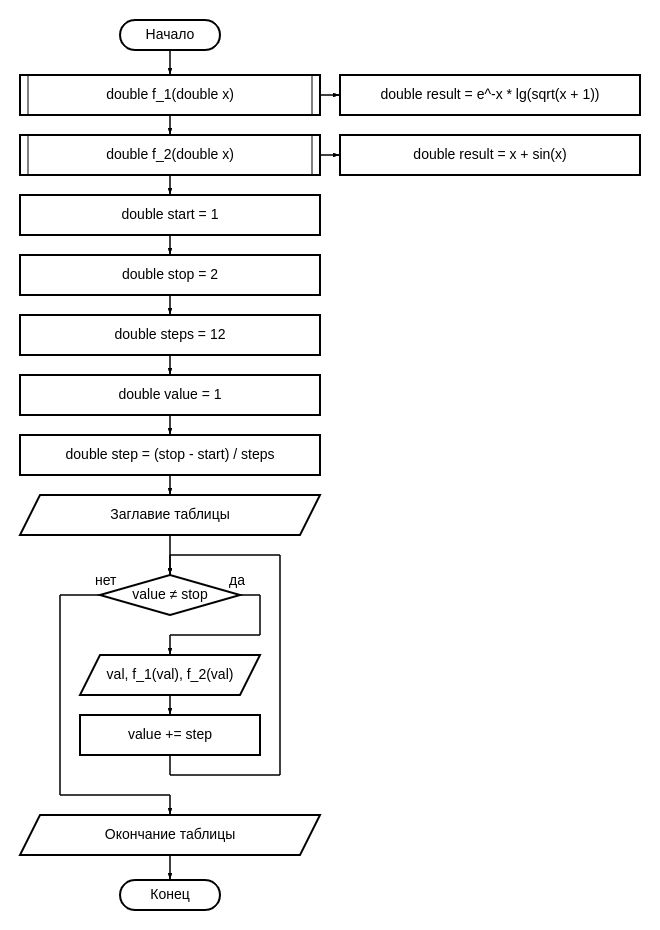 Начало
double f_1(double x)
double result = e^-x * lg(sqrt(x + 1))
double f_2(double x)
double result = x + sin(x)
double start = 1
double stop = 2
double steps = 12
double value = 1
double step = (stop - start) / steps
Заглавие таблицы
нет
да
value ≠ stop
val, f_1(val), f_2(val)
value += step
Окончание таблицы
Конец